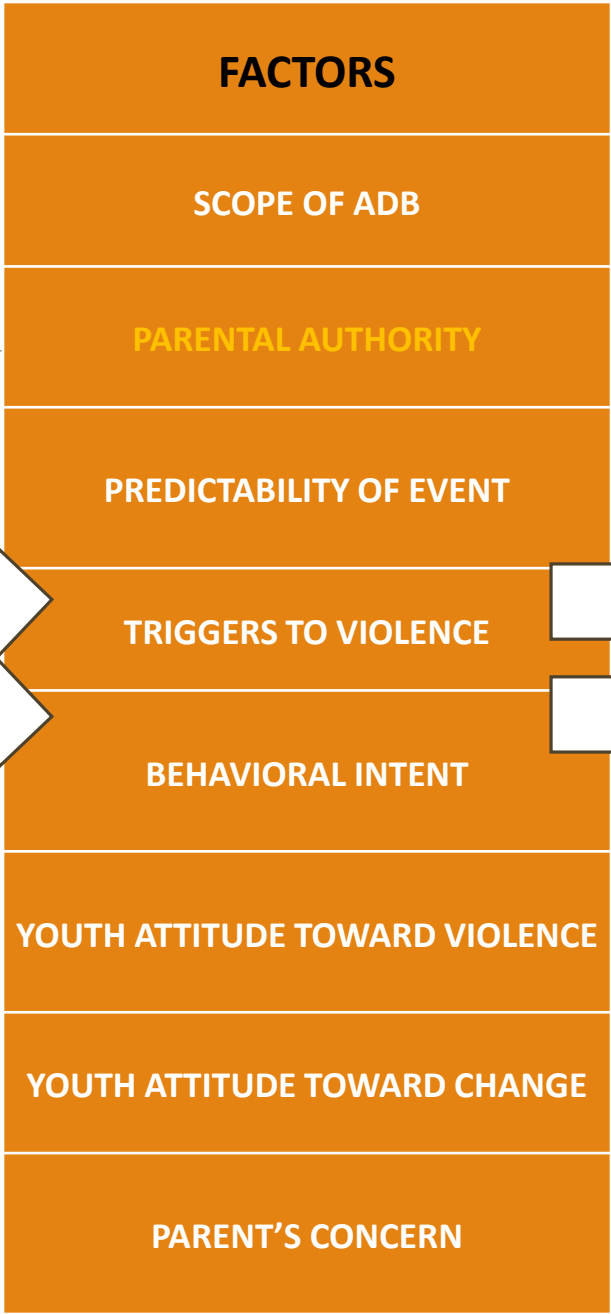 FACTORS
SCOPE OF ADB
PARENTAL AUTHORITY
PREDICTABILITY OF EVENT
TRIGGERS TO VIOLENCE
BEHAVIORAL INTENT
YOUTH ATTITUDE TOWARD VIOLENCE
YOUTH ATTITUDE TOWARD CHANGE
PARENT’S CONCERN